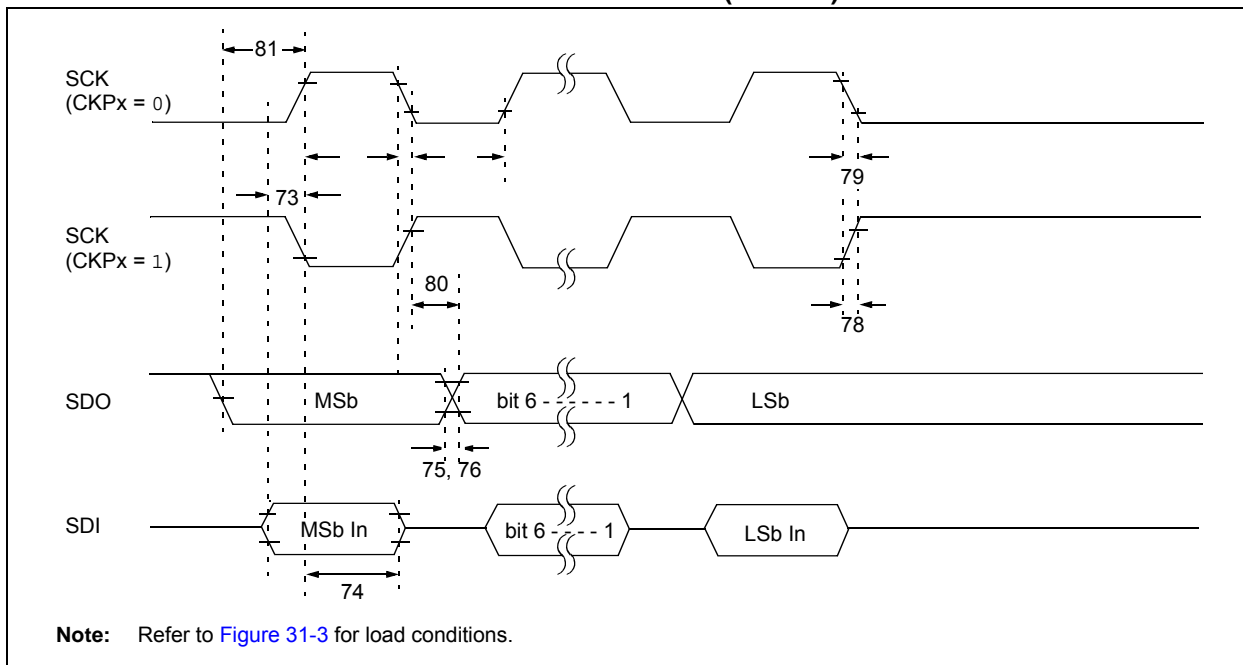 81
SCK
(CKPx = 0)
79
73
SCK
(CKPx = 1)
80
78
SDO
MSb
bit 6 - - - - - - 1
LSb
75, 76
SDI
MSb In
bit 6 - - - - 1
LSb In
74
Note: Refer to Figure 31-3 for load conditions.